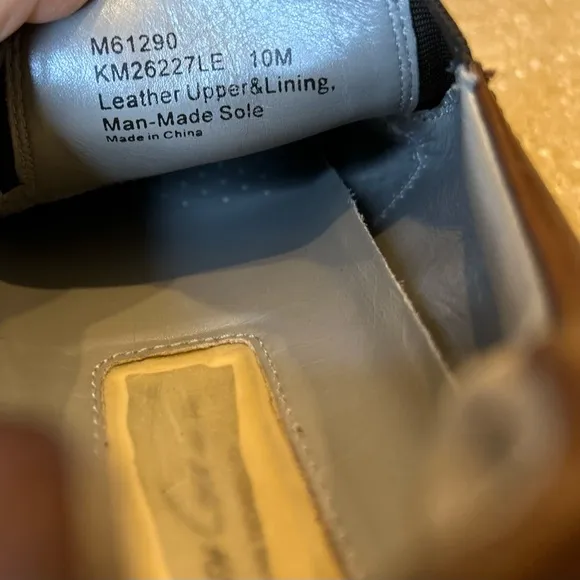 M61290
KM26227LE 10M
Leather Upper&Lining,
Man-Made Sole
Made in China